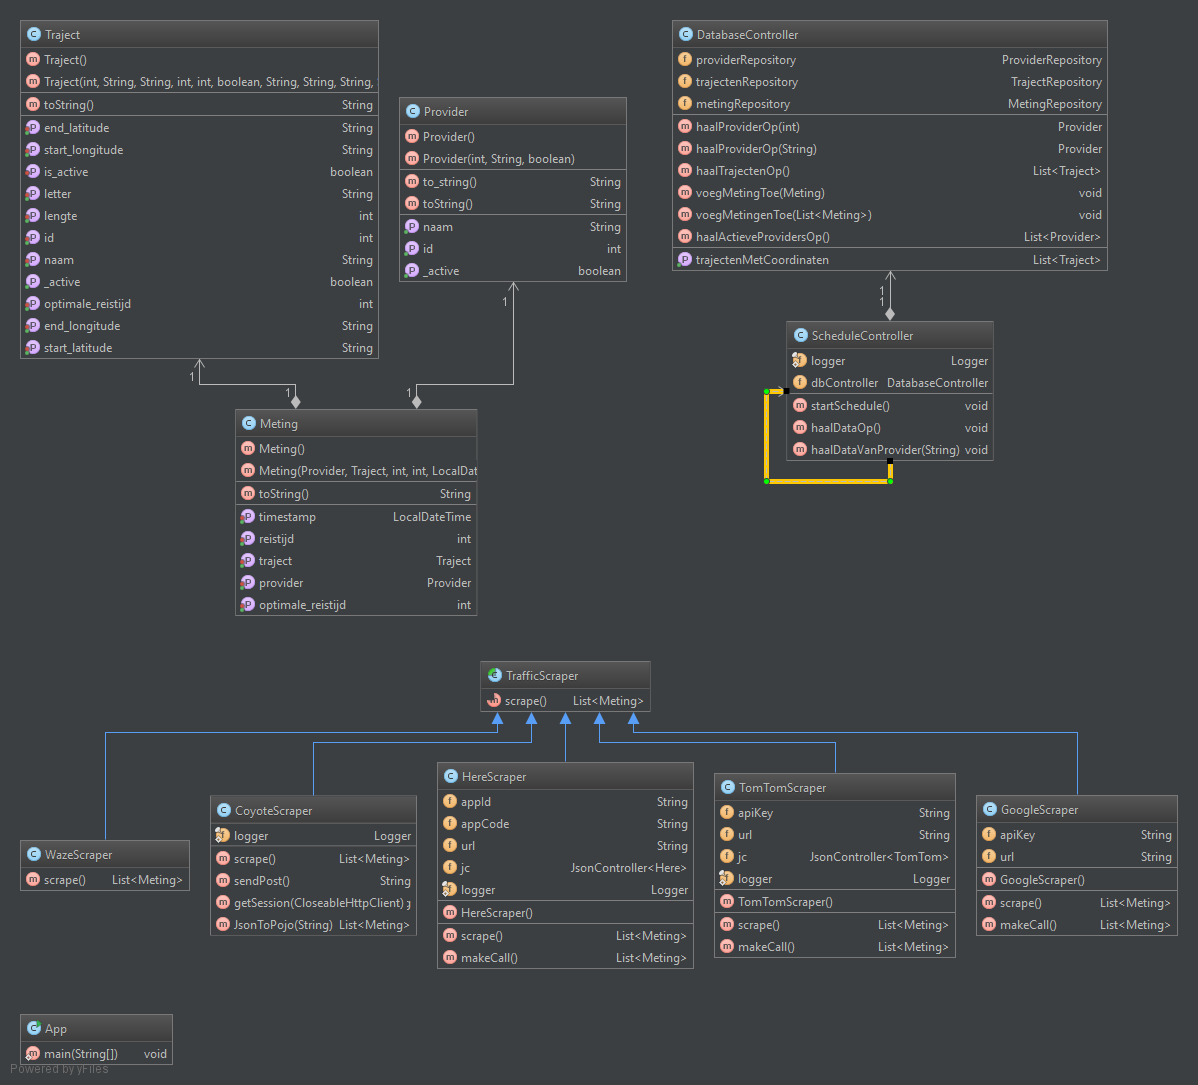 Traject
Traject()
Traject(int, String, String, int, int, boolean, String, String, String,
toString() String
end_latitude String
start_longitude String
is_active boolean
letter String
lengte int
id int
naam String
_active boolean
optimale_reistijd int
end_longitude String
start_latitude String
Provider
Provider()
Provider(int, String, boolean)
to_string() String
toString() String
naam String
id int
_active boolean
DatabaseController
providerRepository ProviderRepository
trajectenRepository TrajectRepository
metingRepository MetingRepository
haalProviderOp(int) Provider
haalProviderOp(String) Provider
haalTrajectenOp() List<Traject>
voegMetingToe(Meting) void
voegMetingenToe(List<Meting>) void
haalActieveProvidersOp() List<Provider>
trajectenMetCoordinaten List<Traject>
1
1
ScheduleController
logger Logger
dbController DatabaseController
startSchedule() void
haalDataOp() void
haalDataVanProvider(String) void
1
1
1
1
Meting
Meting()
Meting(Provider, Traject, int, int, LocalDat
toString() String
timestamp LocalDateTime
reistijd int
traject Traject
provider Provider
optimale_reistijd int
TrafficScraper
scrape() List<Meting>
WazeScraper
scrape() List<Meting>
CoyoteScraper
logger Logger
scrape() List<Meting>
sendPost() String
getSession(CloseableHttpClient)
JsonToPojo(String) List<Meting>
HereScraper
appId String
appCode String
url String
jc JsonController<Here>
logger Logger
HereScraper()
scrape() List<Meting>
makeCall() List<Meting>
TomTomScraper
apiKey String
url String
jc JsonController<TomTom>
logger Logger
TomTomScraper()
scrape() List<Meting>
makeCall() List<Meting>
GoogleScraper
apiKey String
url String
GoogleScraper()
scrape() List<Meting>
makeCall() List<Meting>
App
main(String[]) void
Powered by yFiles